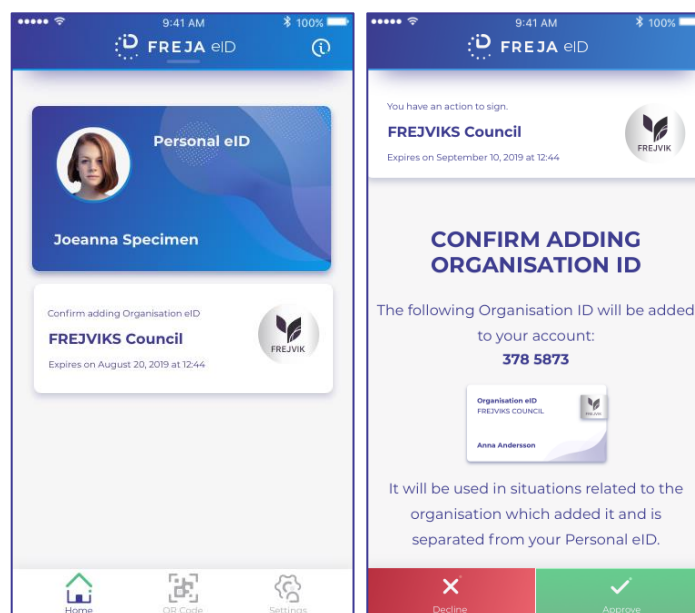 9:41 AM
100%
FREJA eID
Personal eID
Joeanna Specimen
Confirm adding Organisation eID
FREJVIKS Council
Expires on August 20, 2019 at 12:44
FREJVIK
Home
QR Code
Settings
9:41 AM
100%
FREJA eID
You have an action to sign.
FREJVIKS Council
Expires on September 10, 2019 at 12:44
FREJVIK
CONFIRM ADDING
ORGANISATION ID
The following Organisation ID will be added
to your account:
378 5873
Organisation eID
FREJVIKS COUNCIL
FREJVIK
Anna Andersson
It will be used in situations related to the
organisation which added it and is
separated from your Personal eID.
Decline
Approve